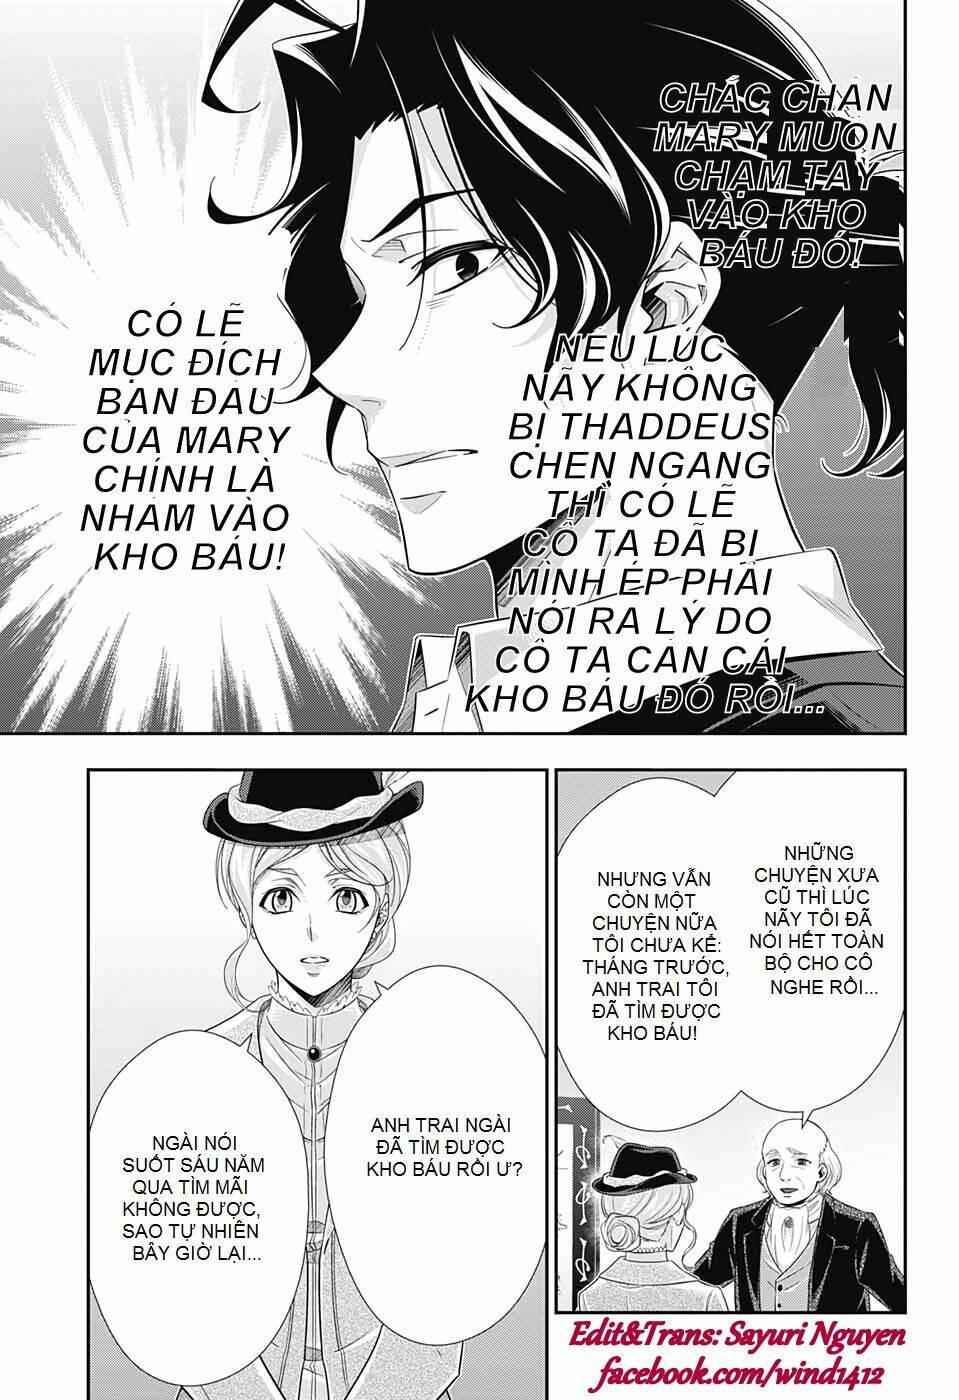 CHẮC CHẮN
MARY MUỐN
CHẠM TAY
VÀO KHO
BÁU ĐÓ!
NẾU LÚC
NÃY KHÔNG
BỊ THADDEUS
CHEN NGANG
THÌ CÓ LẼ
CÔ TA ĐÃ BỊ
MÌNH ÉP PHẢI
NÓI RA LÝ DO
CÔ TA CẦN CÁI
KHO BÁU ĐÓ RỒI...
CÓ LẼ
MỤC ĐÍCH
BAN ĐẦU
CỦA MARY
CHÍNH LÀ
NHẮM VÀO
KHO BÁU!
NHỮNG
CHUYỆN XƯA
CŨ THÌ LÚC
NÃY TÔI ĐÃ
NÓI HẾT TOÀN
BỘ CHO CÔ
NGHE RỒI...
NHƯNG VẪN
CÒN MỘT
CHUYỆN NỮA
TÔI CHƯA KỂ:
THÁNG TRƯỚC,
ANH TRAI TÔI
ĐÃ TÌM ĐƯỢC
KHO BÁU!
ANH TRAI NGÀI
ĐÃ TÌM ĐƯỢC
KHO BÁU RỒI Ư?
NGÀI NÓI
SUỐT SÁU NĂM
QUA TÌM MÃI
KHÔNG ĐƯỢC,
SAO TỰ NHIÊN
BÂY GIỜ LẠI...
Edit&Trans: Sayuri Nguyen
facebook.com/wind1412